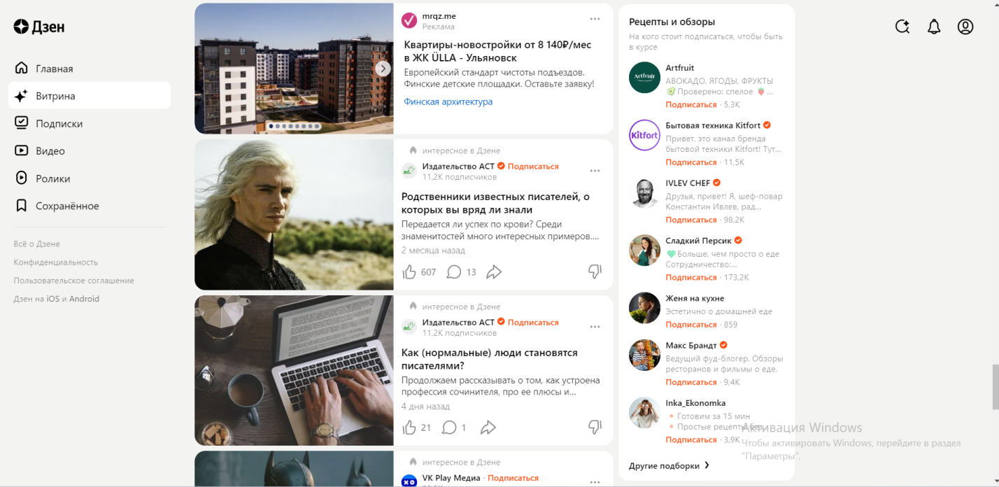 Дзен
Главная
Витрина
Подписки
Видео
Ролики
Сохранённое
Всё о Дзене
Конфиденциальность
Пользовательское соглашение
Дзен на iOS и Android
mrqz.me
Реклама
Квартиры-новостройки от 8 140₽/мес
в ЖК ÜLLA - Ульяновск
Европейский стандарт чистоты подъездов.
Финские детские площадки. Оставьте заявку!
Финская архитектура
интересное в Дзене
Издательство АСТ Подписаться
11,2K подписчиков
Родственники известных писателей, о
которых вы вряд ли знали
Передается ли успех по крови? Среди
знаменитостей много интересных примеров....
2 месяца назад
607 13
интересное в Дзене
Издательство АСТ Подписаться
11,2K подписчиков
Как (нормальные) люди становятся
писателями?
Продолжаем рассказывать о том, как устроена
профессия сочинителя, про ее плюсы и...
4 дня назад
21 1
интересное в Дзене
VK Play Медиа · Подписаться
Рецепты и обзоры
На кого стоит подписаться, чтобы быть
в курсе
Artfruit
Artfruit
АВОКАДО, ЯГОДЫ, ФРУКТЫ
🥑Проверено: спелое 🍓 ...
Подписаться · 5,3K
Kitfort
Бытовая техника Kitfort
Привет, это канал бренда
бытовой техники Kitfort! Тут...
Подписаться · 11,5K
IVLEV CHEF
Друзья, привет! Я, шеф-повар
Константин Ивлев, рад...
Подписаться · 98,2K
Сладкий Персик
💚Больше, чем просто о еде
Сотрудничество:...
Подписаться · 173,2K
Женя на кухне
Эстетично о домашней еде
Подписаться · 859
Макс Брандт
Ведущий фуд-блогер. Обзоры
ресторанов и фильмы о еде.
Подписаться · 9,4K
Inka_Ekonomka
🔸Готовим за 15 мин
🔸Простые рецепты без
Подписаться · 3,9K
Другие подборки
Активация Windows
Чтобы активировать Windows, перейдите в раздел
"Параметры".